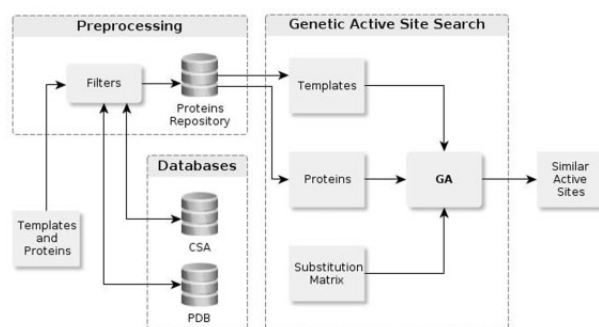 Preprocessing
Genetic Active Site Search
Filters
Proteins
Repository
Templates
Databases
Proteins
GA
Similar
Active
Sites
Templates
and
Proteins
CSA
Substitution
Matrix
PDB